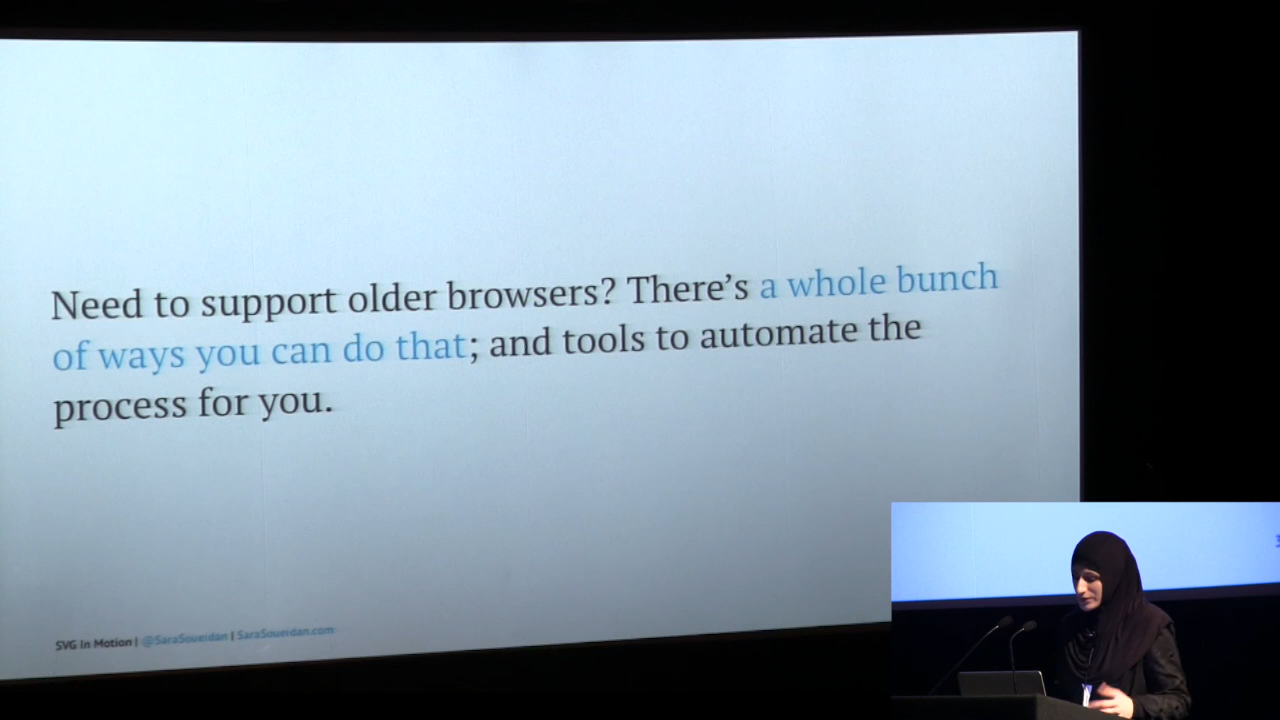 Need to support older browsers? There’s a whole bunch
of ways you can do that; and tools to automate the
process for you.
SVG In Motion | @SaraSoueidan | SaraSoueidan.com